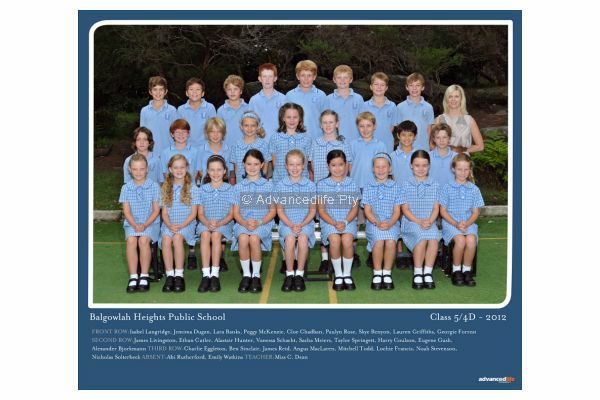 © Advancedlife Pty
Balgowlah Heights Public School Class 5/4D - 2012
FRONT ROW: Isabel Langridge, Jemima Dugan, Lara Banks, Peggy McKenzie, Cloe Chadban, Paulyn Rose, Skye Benyon, Lauren Griffiths, Georgie Forrest
SECOND ROW: James Livingston, Ethan Cutler, Alastair Hunter, Vanessa Schacht, Sacha Meiers, Taylor Springett, Harry Coulson, Eugene Gush,
Alexander Bjorkmann THIRD ROW: Charlie Eggleton, Ben Sinclair, James Reid, Angus MacLaren, Mitchell Todd, Lochie Francis, Noah Stevenson,
Nicholas Solterbeck ABSENT: Abi Rutherford, Emily Watkins TEACHER: Miss C. Dean
advancedlife